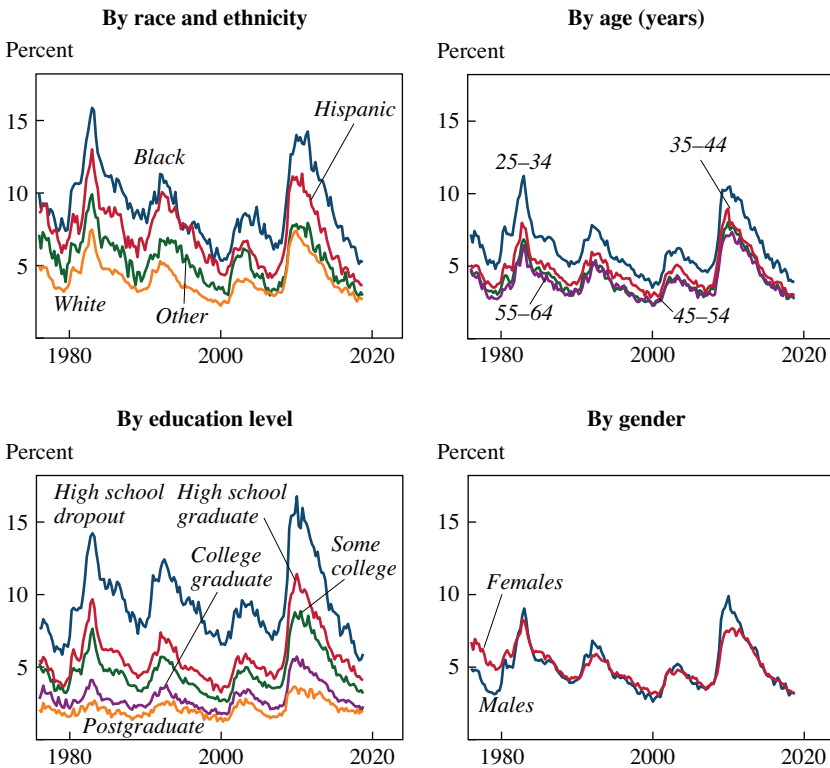 By race and ethnicity
Percent
15
10
5
Hispanic
Black
White
Other
1980 2000 2020
By age (years)
Percent
15
10
5
35–44
25–34
55–64
45–54
1980 2000 2020
By education level
Percent
15
10
5
High school
dropout
High school
graduate
College
graduate
Some
college
Postgraduate
1980 2000 2020
By gender
Percent
15
10
5
Females
Males
1980 2000 2020